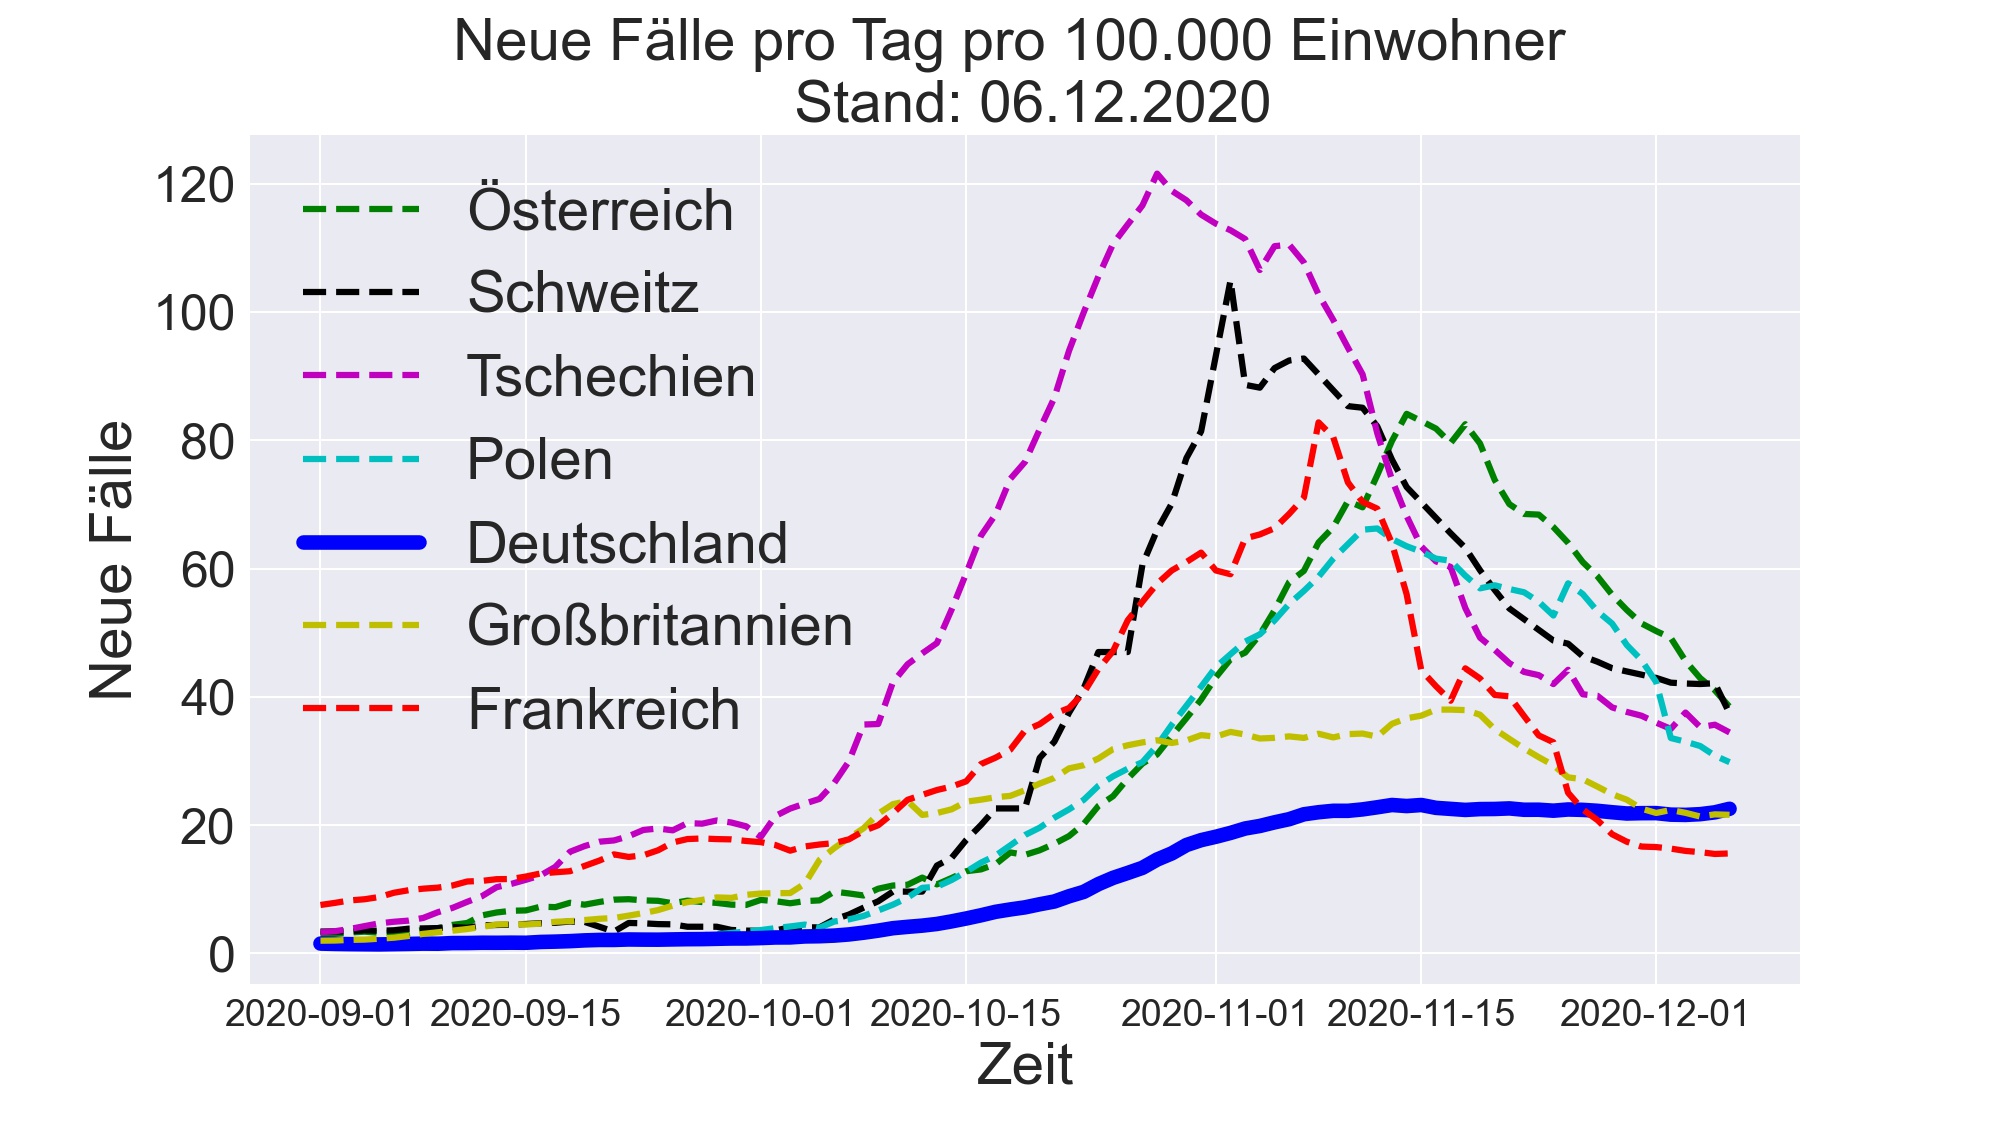 Neue Fälle pro Tag pro 100.000 Einwohner
Stand: 06.12.2020
120
100
80
60
40
20
0
Neue Fälle
Österreich
Schweitz
Tschechien
Polen
Deutschland
Großbritannien
Frankreich
2020-09-01 2020-09-15 2020-10-01 2020-10-15 2020-11-01 2020-11-15 2020-12-01
Zeit